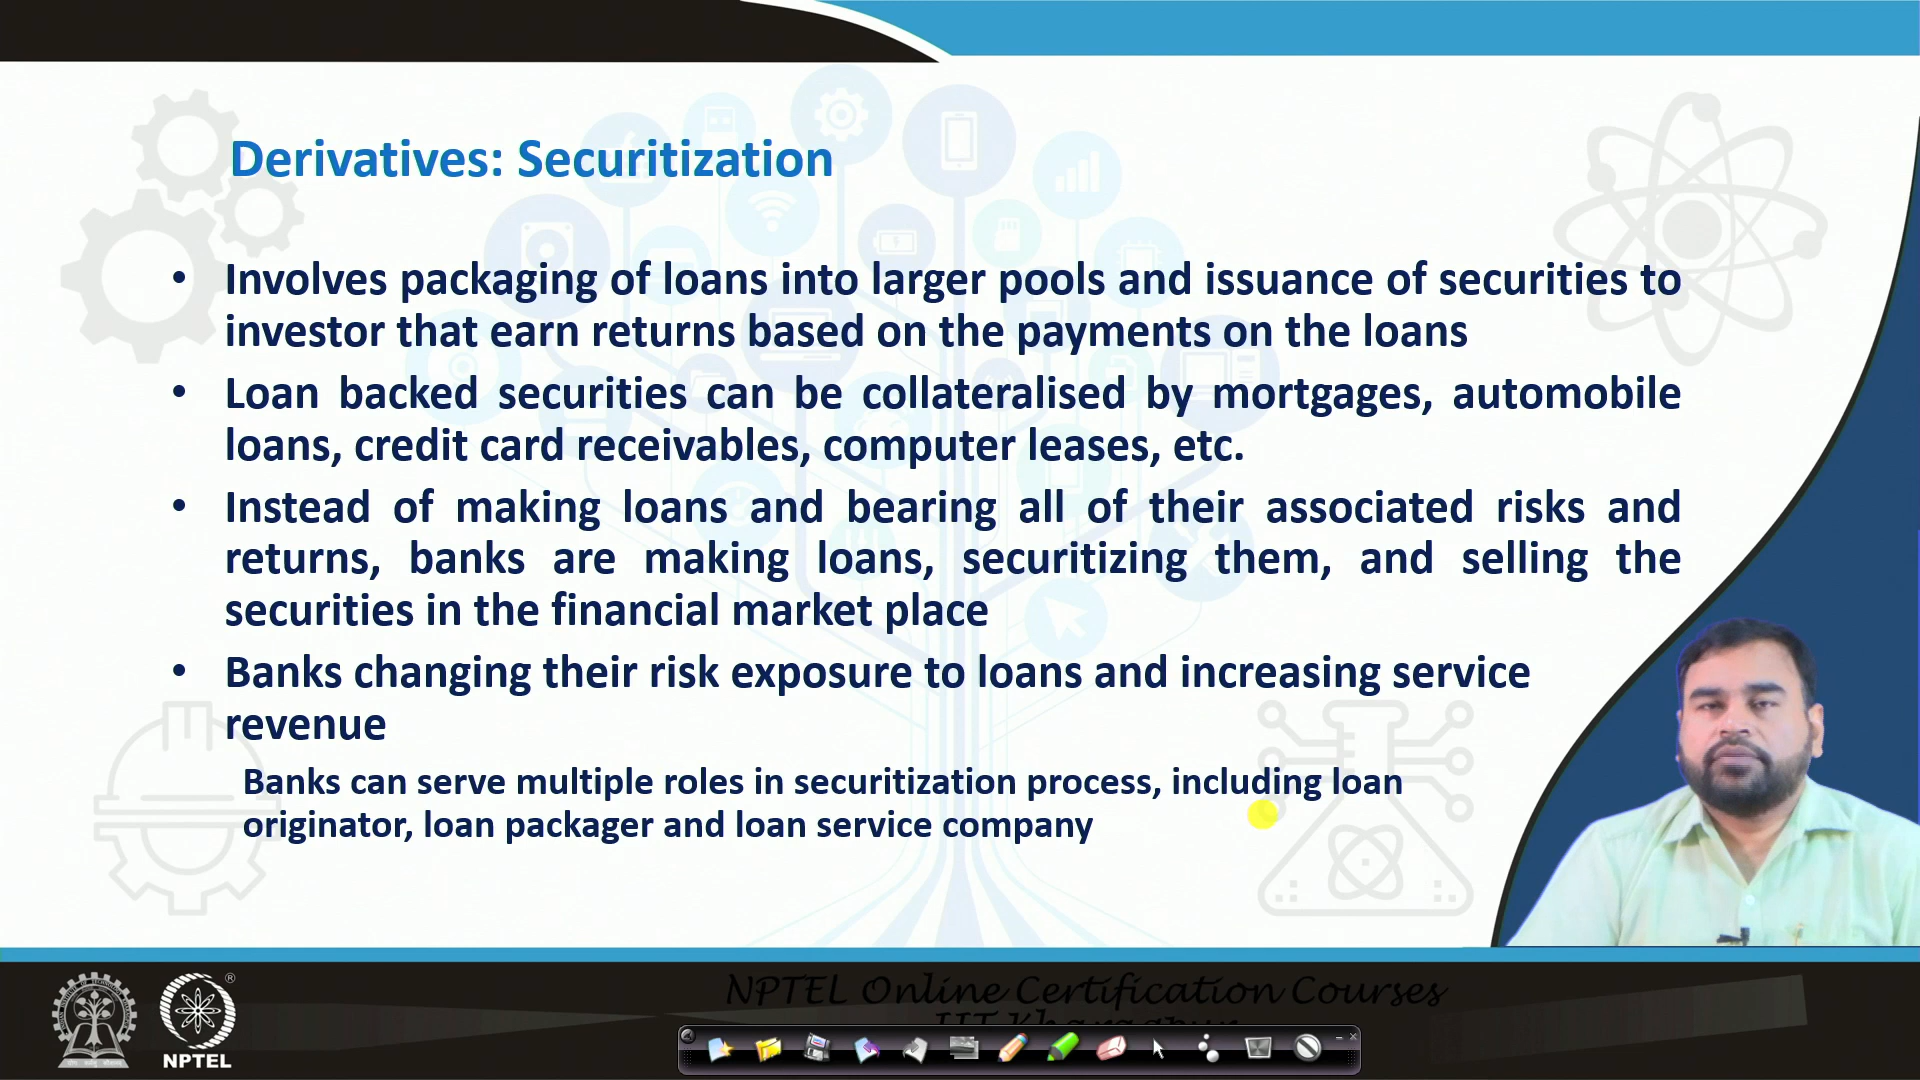 Derivatives: Securitization
• Involves packaging of loans into larger pools and issuance of securities to
investor that earn returns based on the payments on the loans
• Loan backed securities can be collateralised by mortgages, automobile
loans, credit card receivables, computer leases, etc.
• Instead of making loans and bearing all of their associated risks and
returns, banks are making loans, securitizing them, and selling the
securities in the financial market place
• Banks changing their risk exposure to loans and increasing service
revenue
Banks can serve multiple roles in securitization process, including loan
originator, loan packager and loan service company
NPTEL Online Certification Courses
IIT Kharagpur
®
NPTEL